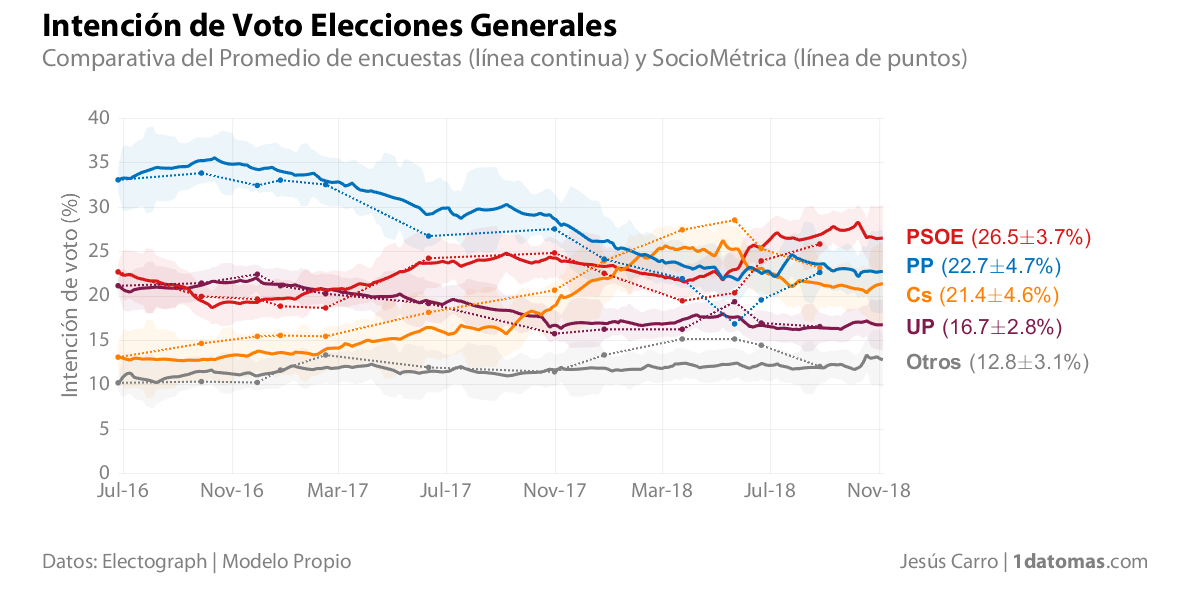 Intención de Voto Elecciones Generales
Comparativa del Promedio de encuestas (línea continua) y SocioMétrica (línea de puntos)
Intención de voto (%)
40
35
30
25
20
15
10
5
0
Jul-16 Nov-16 Mar-17 Jul-17 Nov-17 Mar-18 Jul-18 Nov-18
PSOE (26.5±3.7%)
PP (22.7±4.7%)
Cs (21.4±4.6%)
UP (16.7±2.8%)
Otros (12.8±3.1%)
Datos: Electograph | Modelo Propio
Jesús Carro | 1datomas.com